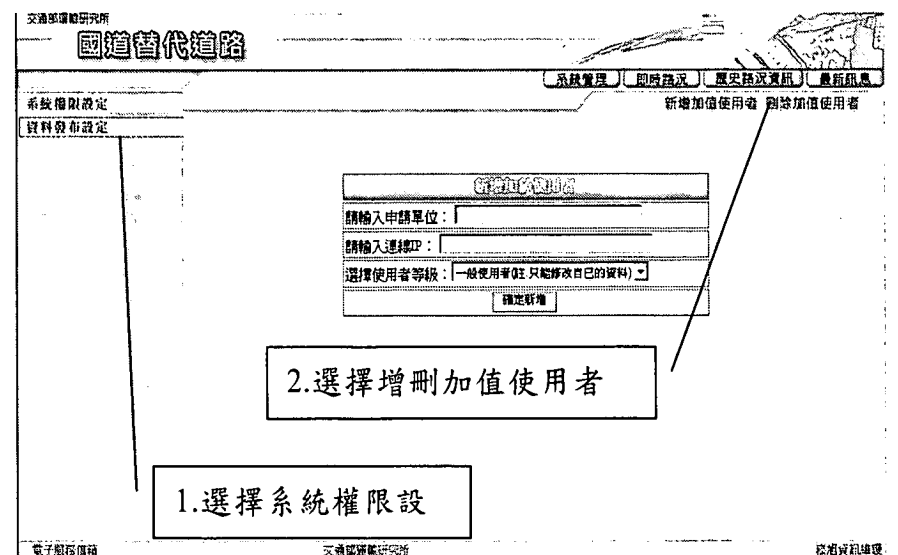 交通部運輸研究所
國道替代道路
系統管理 即時路況 歷史路況資訊 最新訊息
系統權限設定
資料發布設定
新增加值使用者 刪除加值使用者
新增加值使用者
請輸入申請單位：
請輸入連線IP：
選擇使用者等級： 一般使用者(註.只能修改自己的資料)
確定新增
2.選擇增刪加值使用者
1.選擇系統權限設
電子服務信箱
交通部運輸研究所